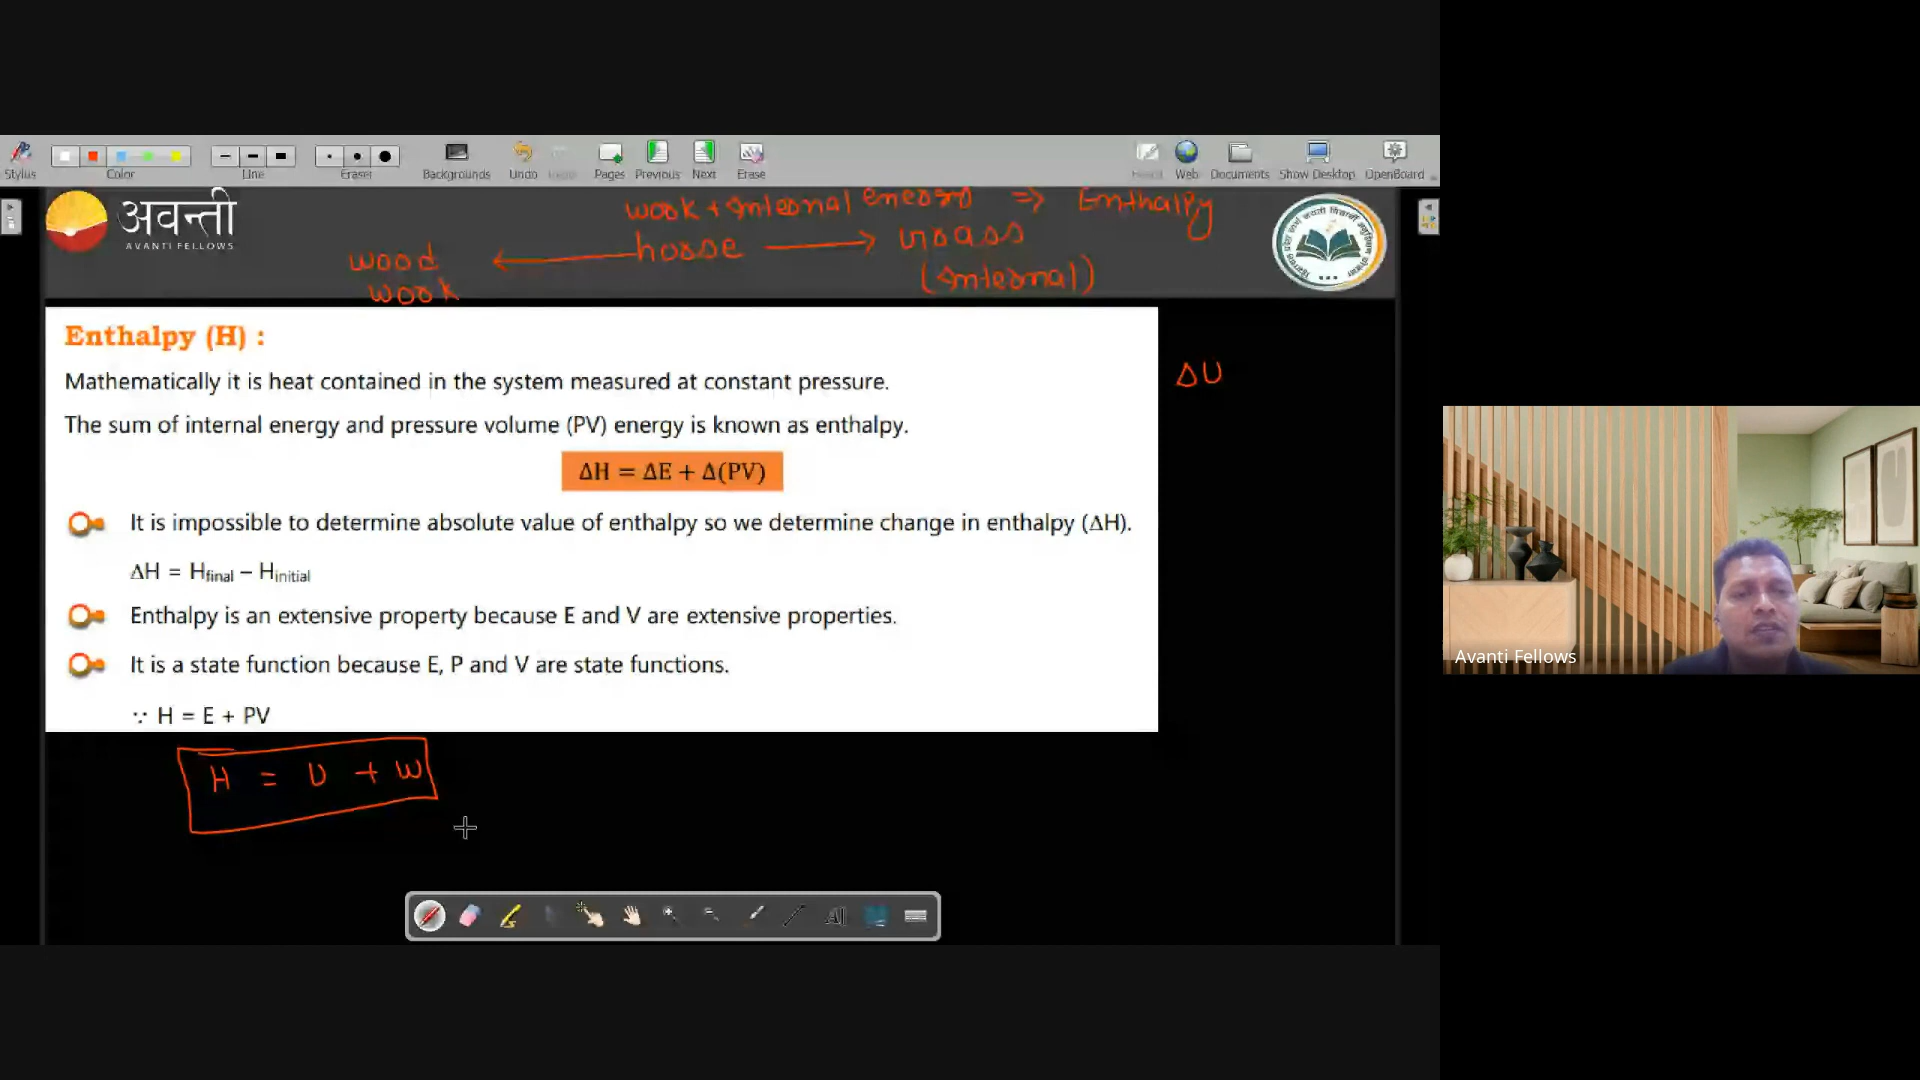 Stylus
Color
Line
Eraser
Backgrounds
Undo
Pages
Previous
Next
Erase
Web
Documents
Show Desktop
OpenBoard
अवन्ती
AVANTI FELLOWS
work + Internal energy ⇒ Enthalpy
wood ← horse → grass
work (Internal)
Enthalpy (H) :
Mathematically it is heat contained in the system measured at constant pressure.
ΔU
The sum of internal energy and pressure volume (PV) energy is known as enthalpy.
ΔH = ΔE + Δ(PV)
It is impossible to determine absolute value of enthalpy so we determine change in enthalpy (ΔH).
ΔH = Hfinal – Hinitial
Enthalpy is an extensive property because E and V are extensive properties.
It is a state function because E, P and V are state functions.
∵ H = E + PV
H = U + W
Avanti Fellows